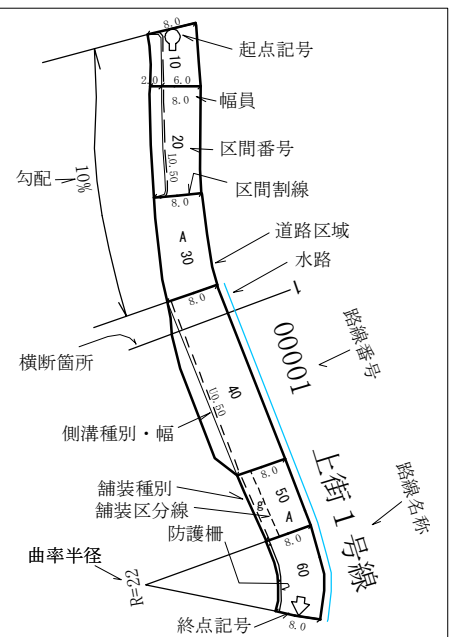 8.0
起点記号
10
2.0
6.0
8.0
幅員
20
区間番号
L0.50
勾配
10%
区間割線
8.0
A
30
道路区域
水路
8.0
1
横断箇所
00001
路線番号
40
U0.50
側溝種別・幅
上街1号線
路線名称
8.0
舗装種別
50
g
A
舗装区分線
防護柵
8.0
曲率半径
60
R=22
終点記号
8.0